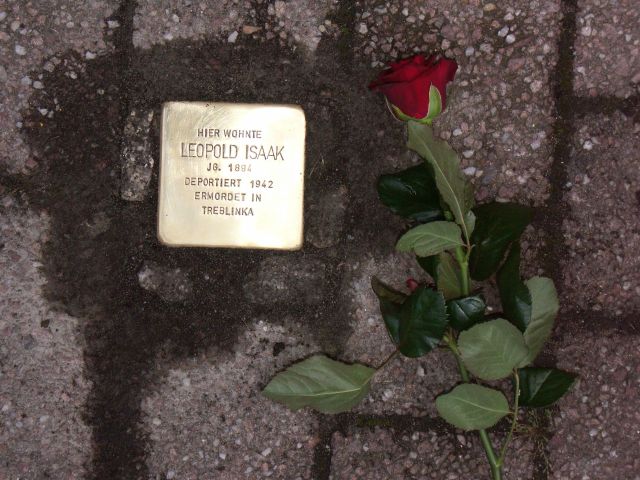 HIER WOHNTE
LEOPOLD ISAAK
JG. 1894
DEPORTIERT 1942
ERMORDET IN
TREBLINKA